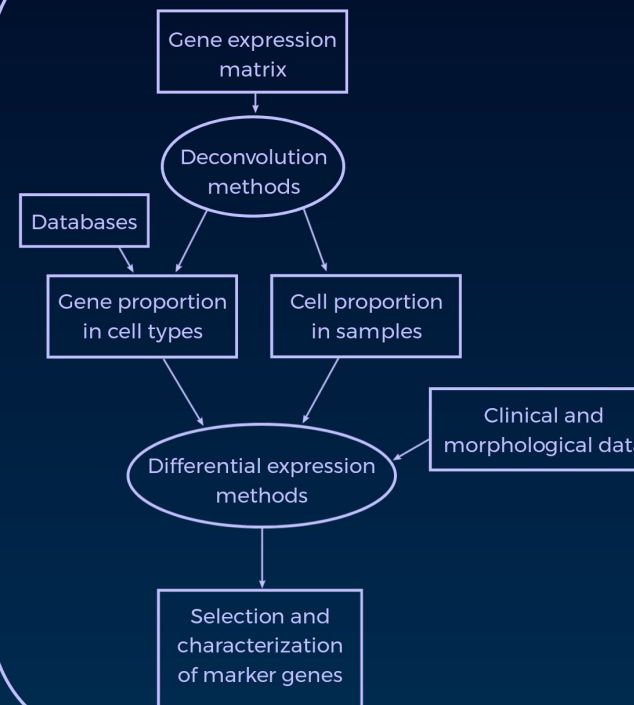 Gene expression
matrix
Deconvolution
methods
Databases
Gene proportion
in cell types
Cell proportion
in samples
Clinical and
morphological dat
Differential expression
methods
Selection and
characterization
of marker genes